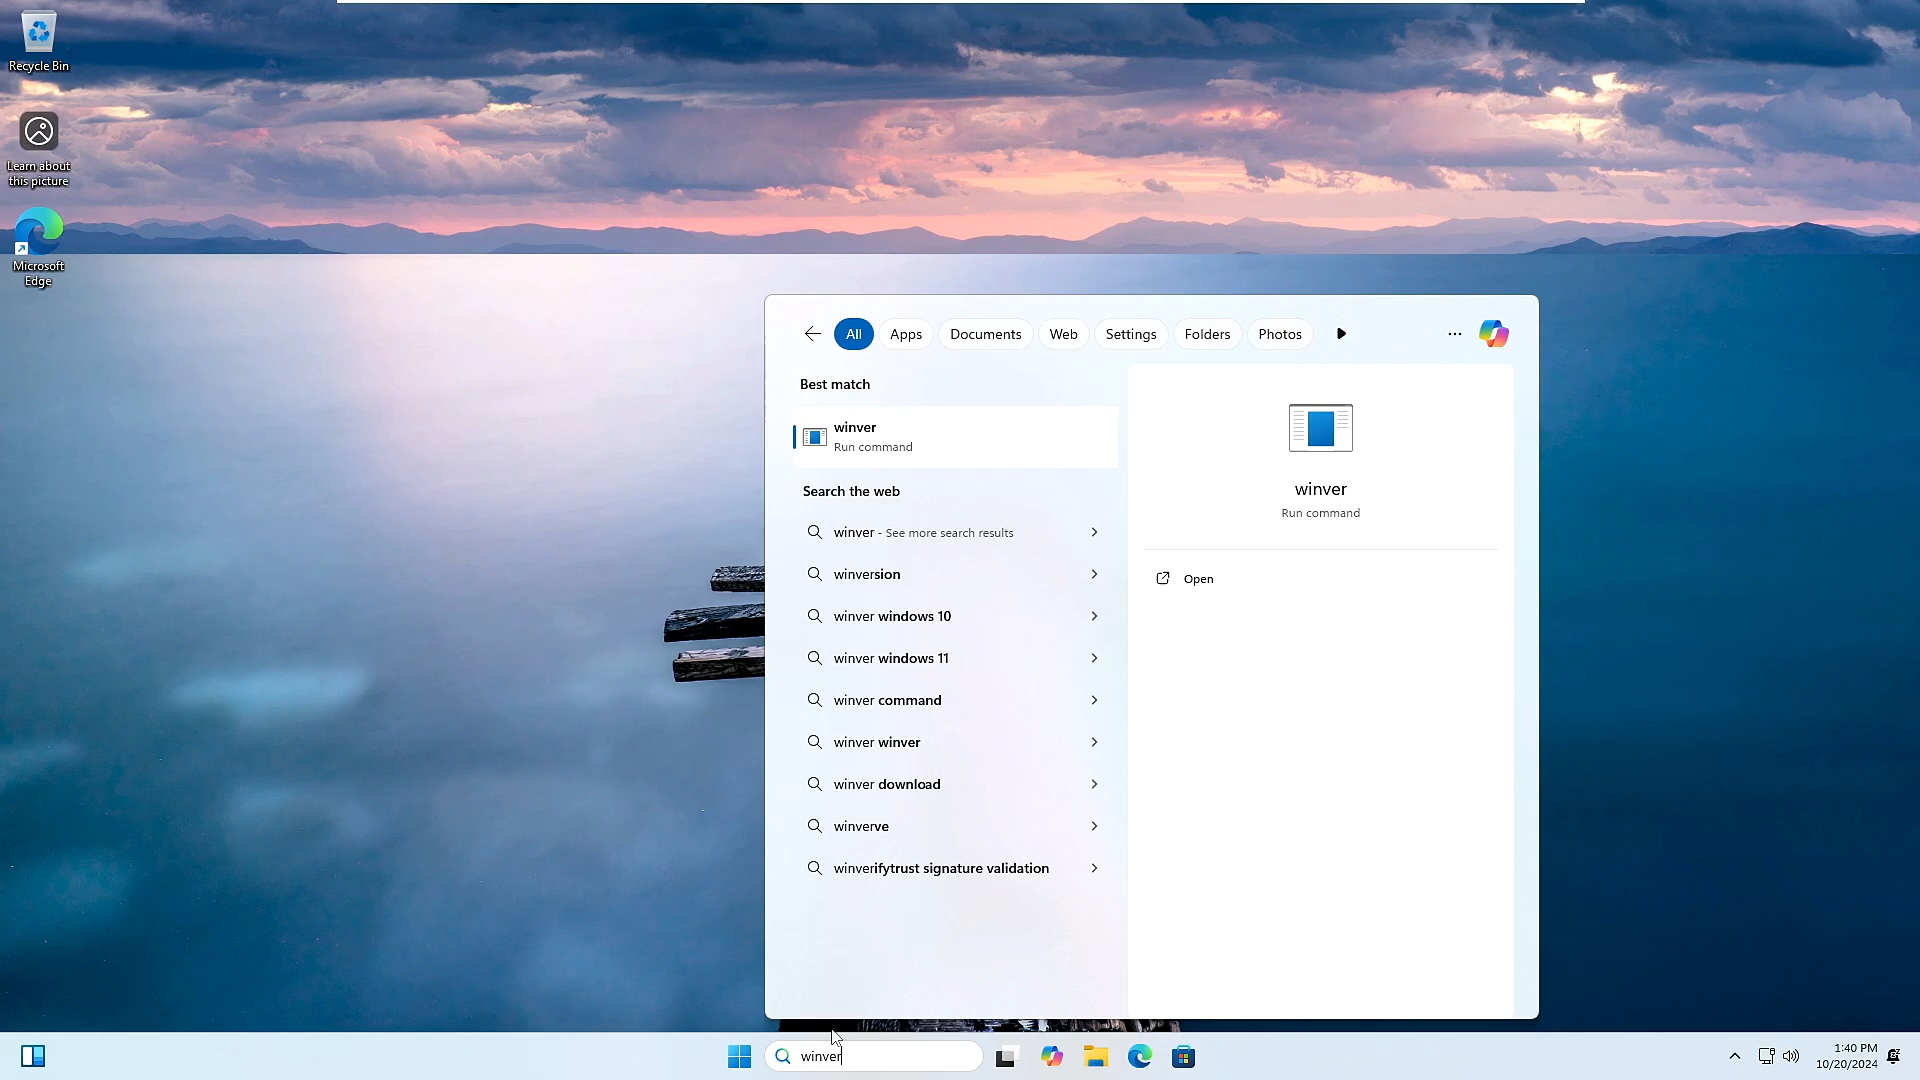 Recycle Bin
Learn about
this picture
Microsoft
Edge
All
Apps
Documents
Web
Settings
Folders
Photos
Best match
winver
Run command
Search the web
winver - See more search results
winversion
winver windows 10
winver windows 11
winver command
winver winver
winver download
winverve
winverifytrust signature validation
winver
Run command
Open
winver
1:40 PM
10/20/2024